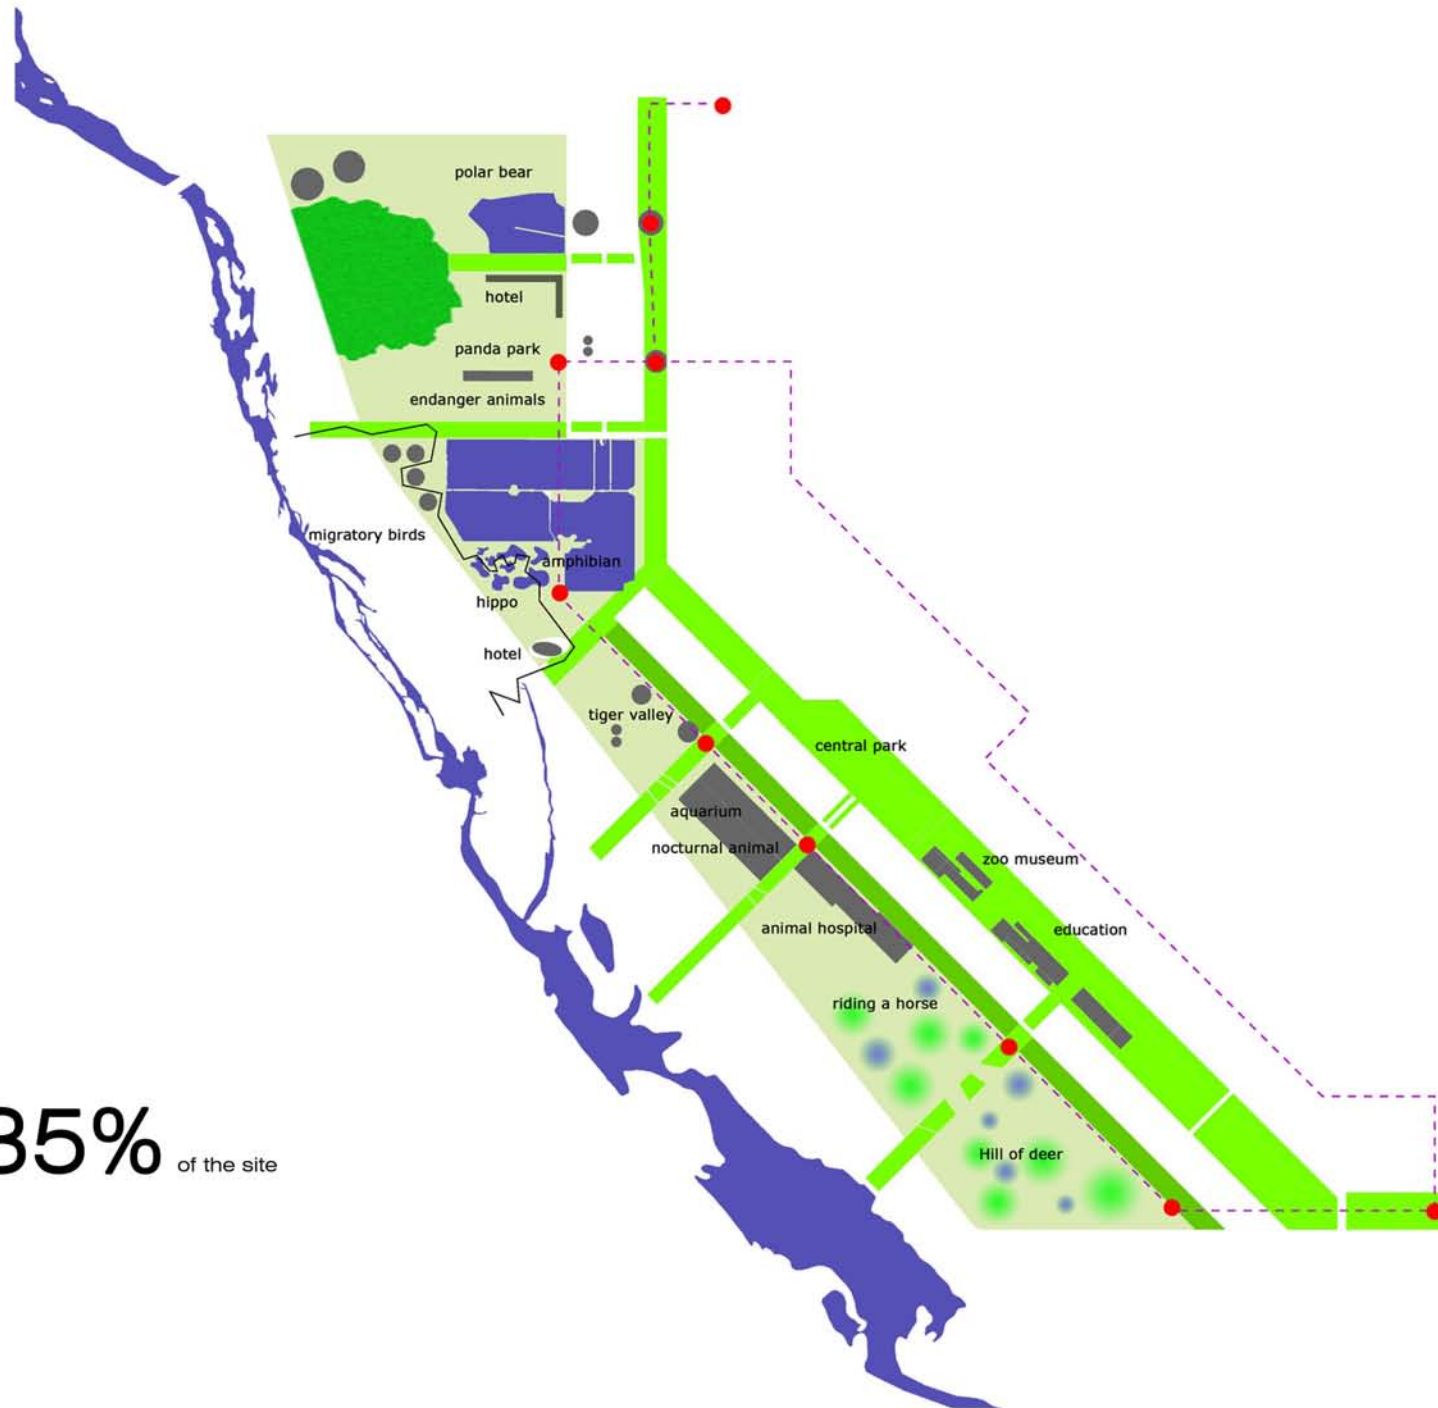 polar bear
hotel
panda park
endanger animals
migratory birds
amphibian
hippo
hotel
tiger valley
central park
aquarium
nocturnal animal
zoo museum
animal hospital
education
riding a horse
Hill of deer
35% of the site